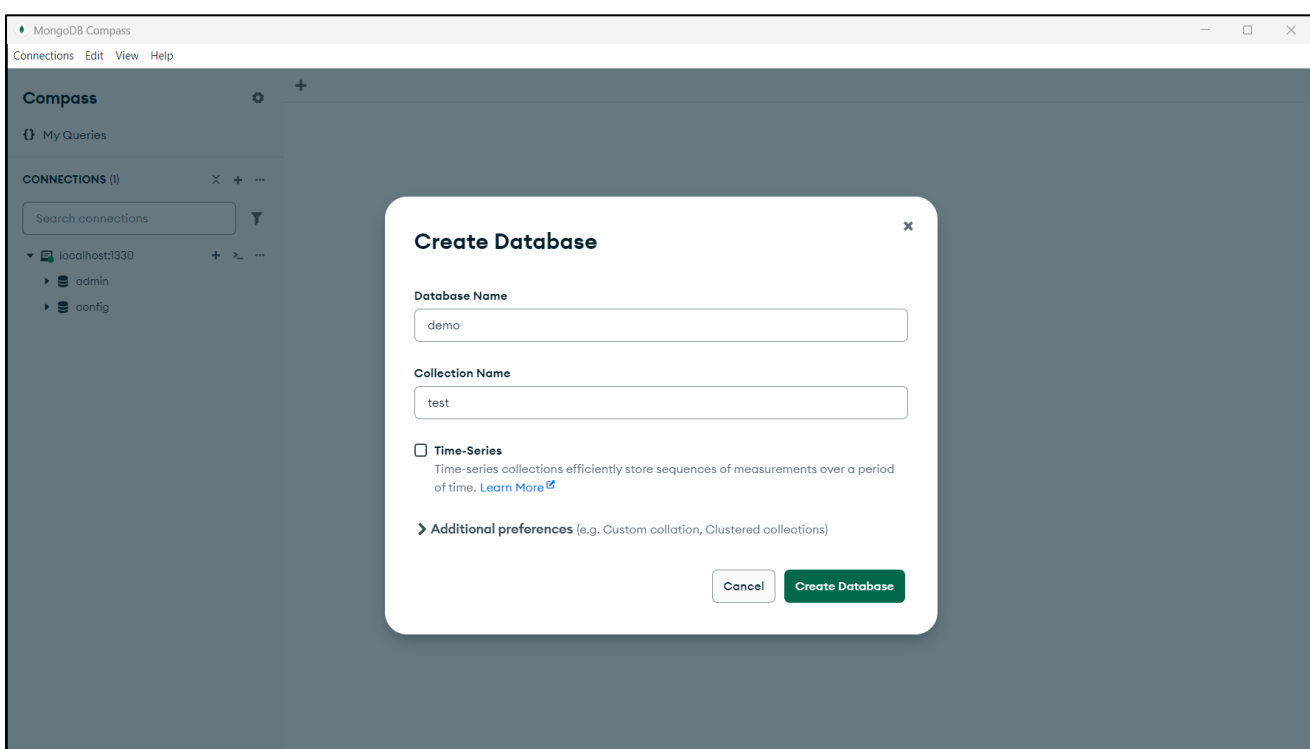 MongoDB Compass
Connections Edit View Help
Compass
{} My Queries
CONNECTIONS (1)
Search connections
localhost:1330
admin
config
Create Database
Database Name
demo
Collection Name
test
Time-Series
Time-series collections efficiently store sequences of measurements over a period
of time. Learn More
Additional preferences (e.g. Custom collation, Clustered collections)
Cancel Create Database